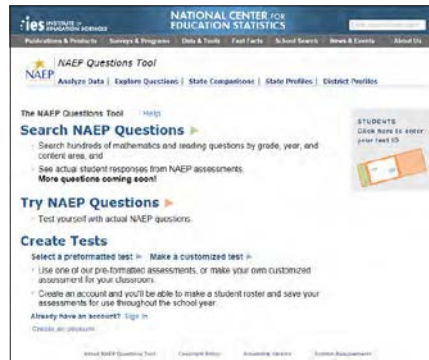 ies INSTITUTE OF EDUCATION SCIENCES
NATIONAL CENTER FOR
EDUCATION STATISTICS
Publications & Products Surveys & Programs Data & Tools Fast Facts School Search News & Events About Us
NAEP
NAEP Questions Tool
Analyze Data | Explore Questions | State Comparisons | State Profiles | District Profiles
The NAEP Questions Tool Help
Search NAEP Questions
Search hundreds of mathematics and reading questions by grade, year, and
content area, and
See actual student responses from NAEP assessments.
More questions coming soon!
STUDENTS
Click here to enter
your test ID
Try NAEP Questions
Test yourself with actual NAEP questions.
Create Tests
Select a preformatted test Make a customized test
Use one of our pre-formatted assessments, or make your own customized
assessment for your classroom.
Create an account and you'll be able to make a student roster and save your
assessments for use throughout the school year.
Already have an account? Sign in
Create an account
About NAEP Questions Tool Copyright Policy System Requirements